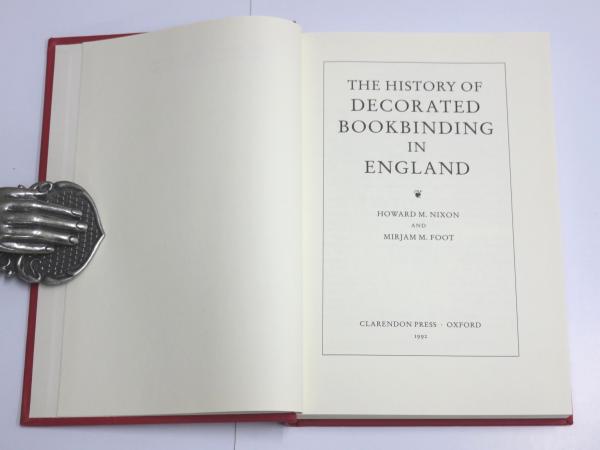 THE HISTORY OF
DECORATED
BOOKBINDING
IN
ENGLAND
HOWARD M. NIXON
AND
MIRJAM M. FOOT
CLARENDON PRESS · OXFORD
1992